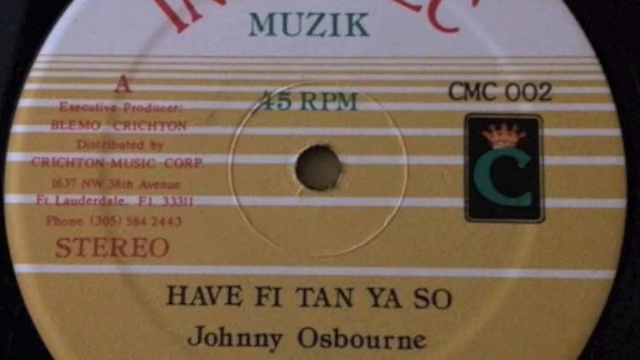 MUZIK
A
45 RPM
CMC 002
Executive Producer:
BLEMO CRICHTON
Distributed by
CRICHTON MUSIC CORP.
1637 NW 38th Avenue
Ft. Lauderdale, Fl 33311
Phone (305) 584 2443
STEREO
C
HAVE FI TAN YA SO
Johnny Osbourne